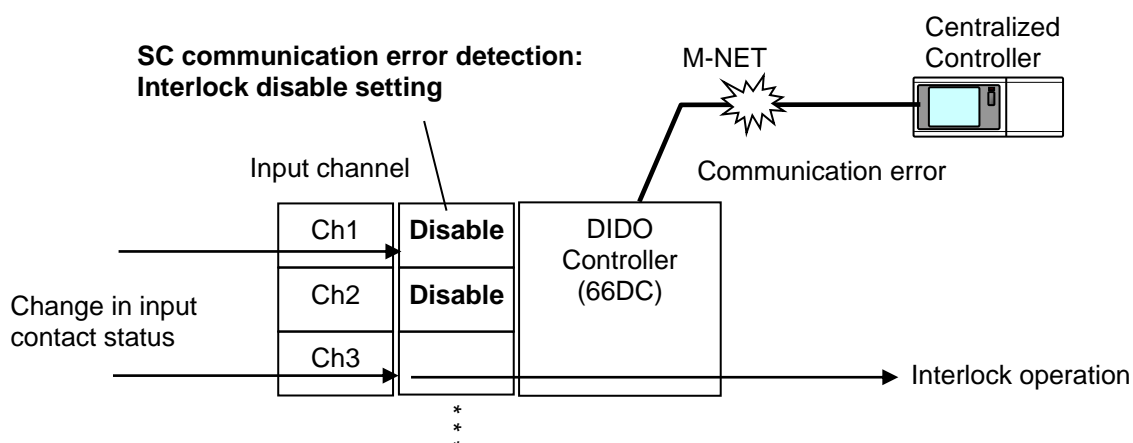 SC communication error detection:
Interlock disable setting
M-NET
Centralized
Controller
Communication error
Input channel
Ch1
Disable
DIDO
Controller
(66DC)
Ch2
Disable
Change in input
contact status
Ch3
Interlock operation
*
*
*